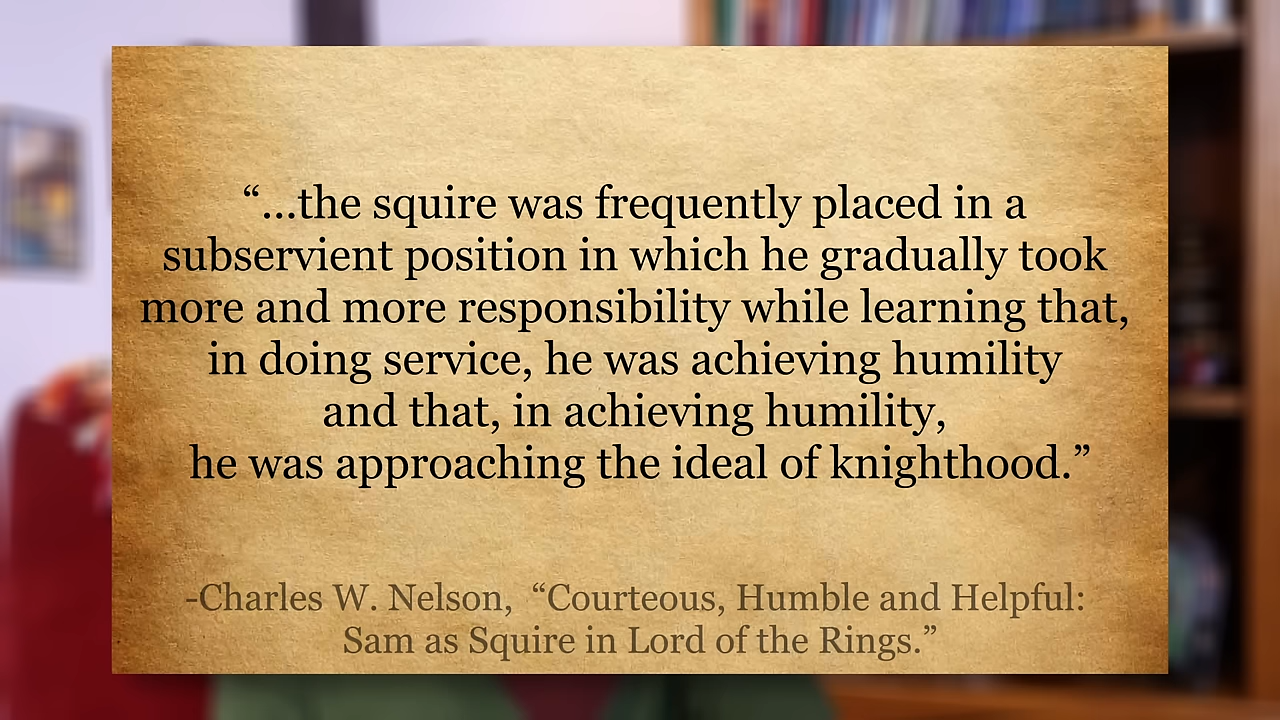 “...the squire was frequently placed in a
subservient position in which he gradually took
more and more responsibility while learning that,
in doing service, he was achieving humility
and that, in achieving humility,
he was approaching the ideal of knighthood.”
-Charles W. Nelson,  “Courteous, Humble and Helpful:
Sam as Squire in Lord of the Rings.”